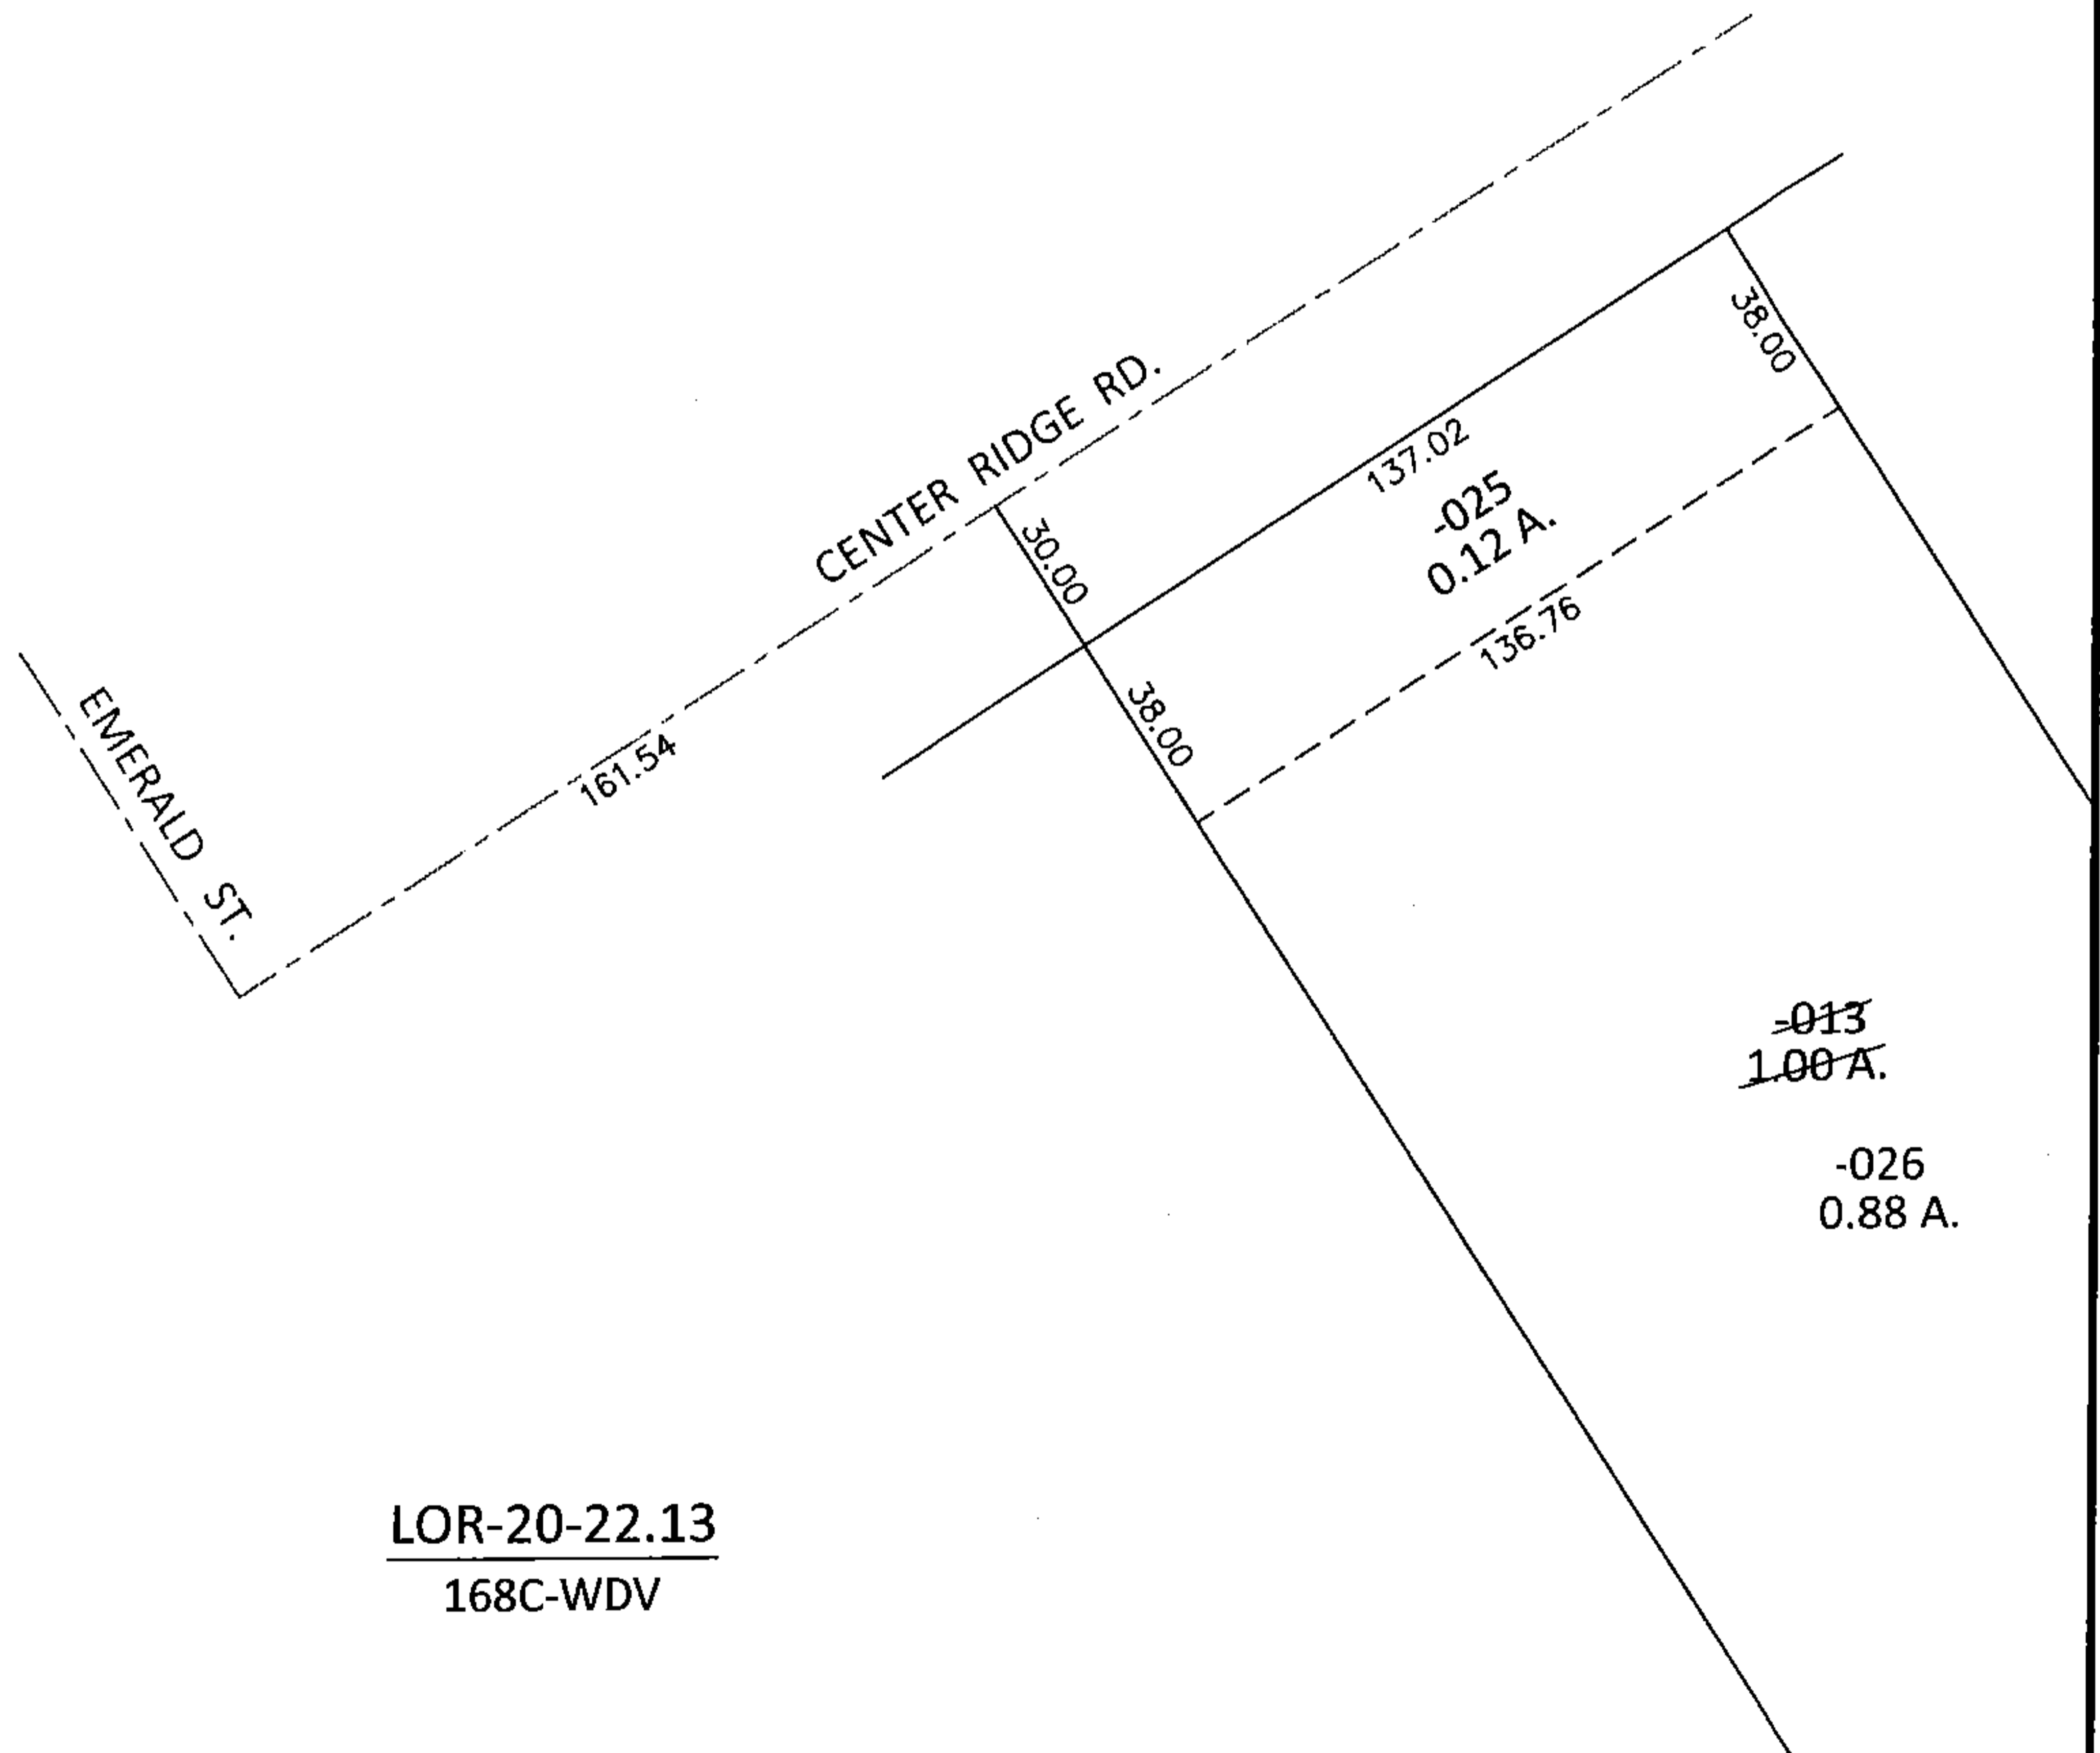 CENTER RIDGE RD.
38.00
137.02
-025
0.12 A.
30.00
136.76
38.00
EMERALD ST.
161.54
-013
1.00 A.
-026
0.88 A.
LOR-20-22.13
168C-WDV